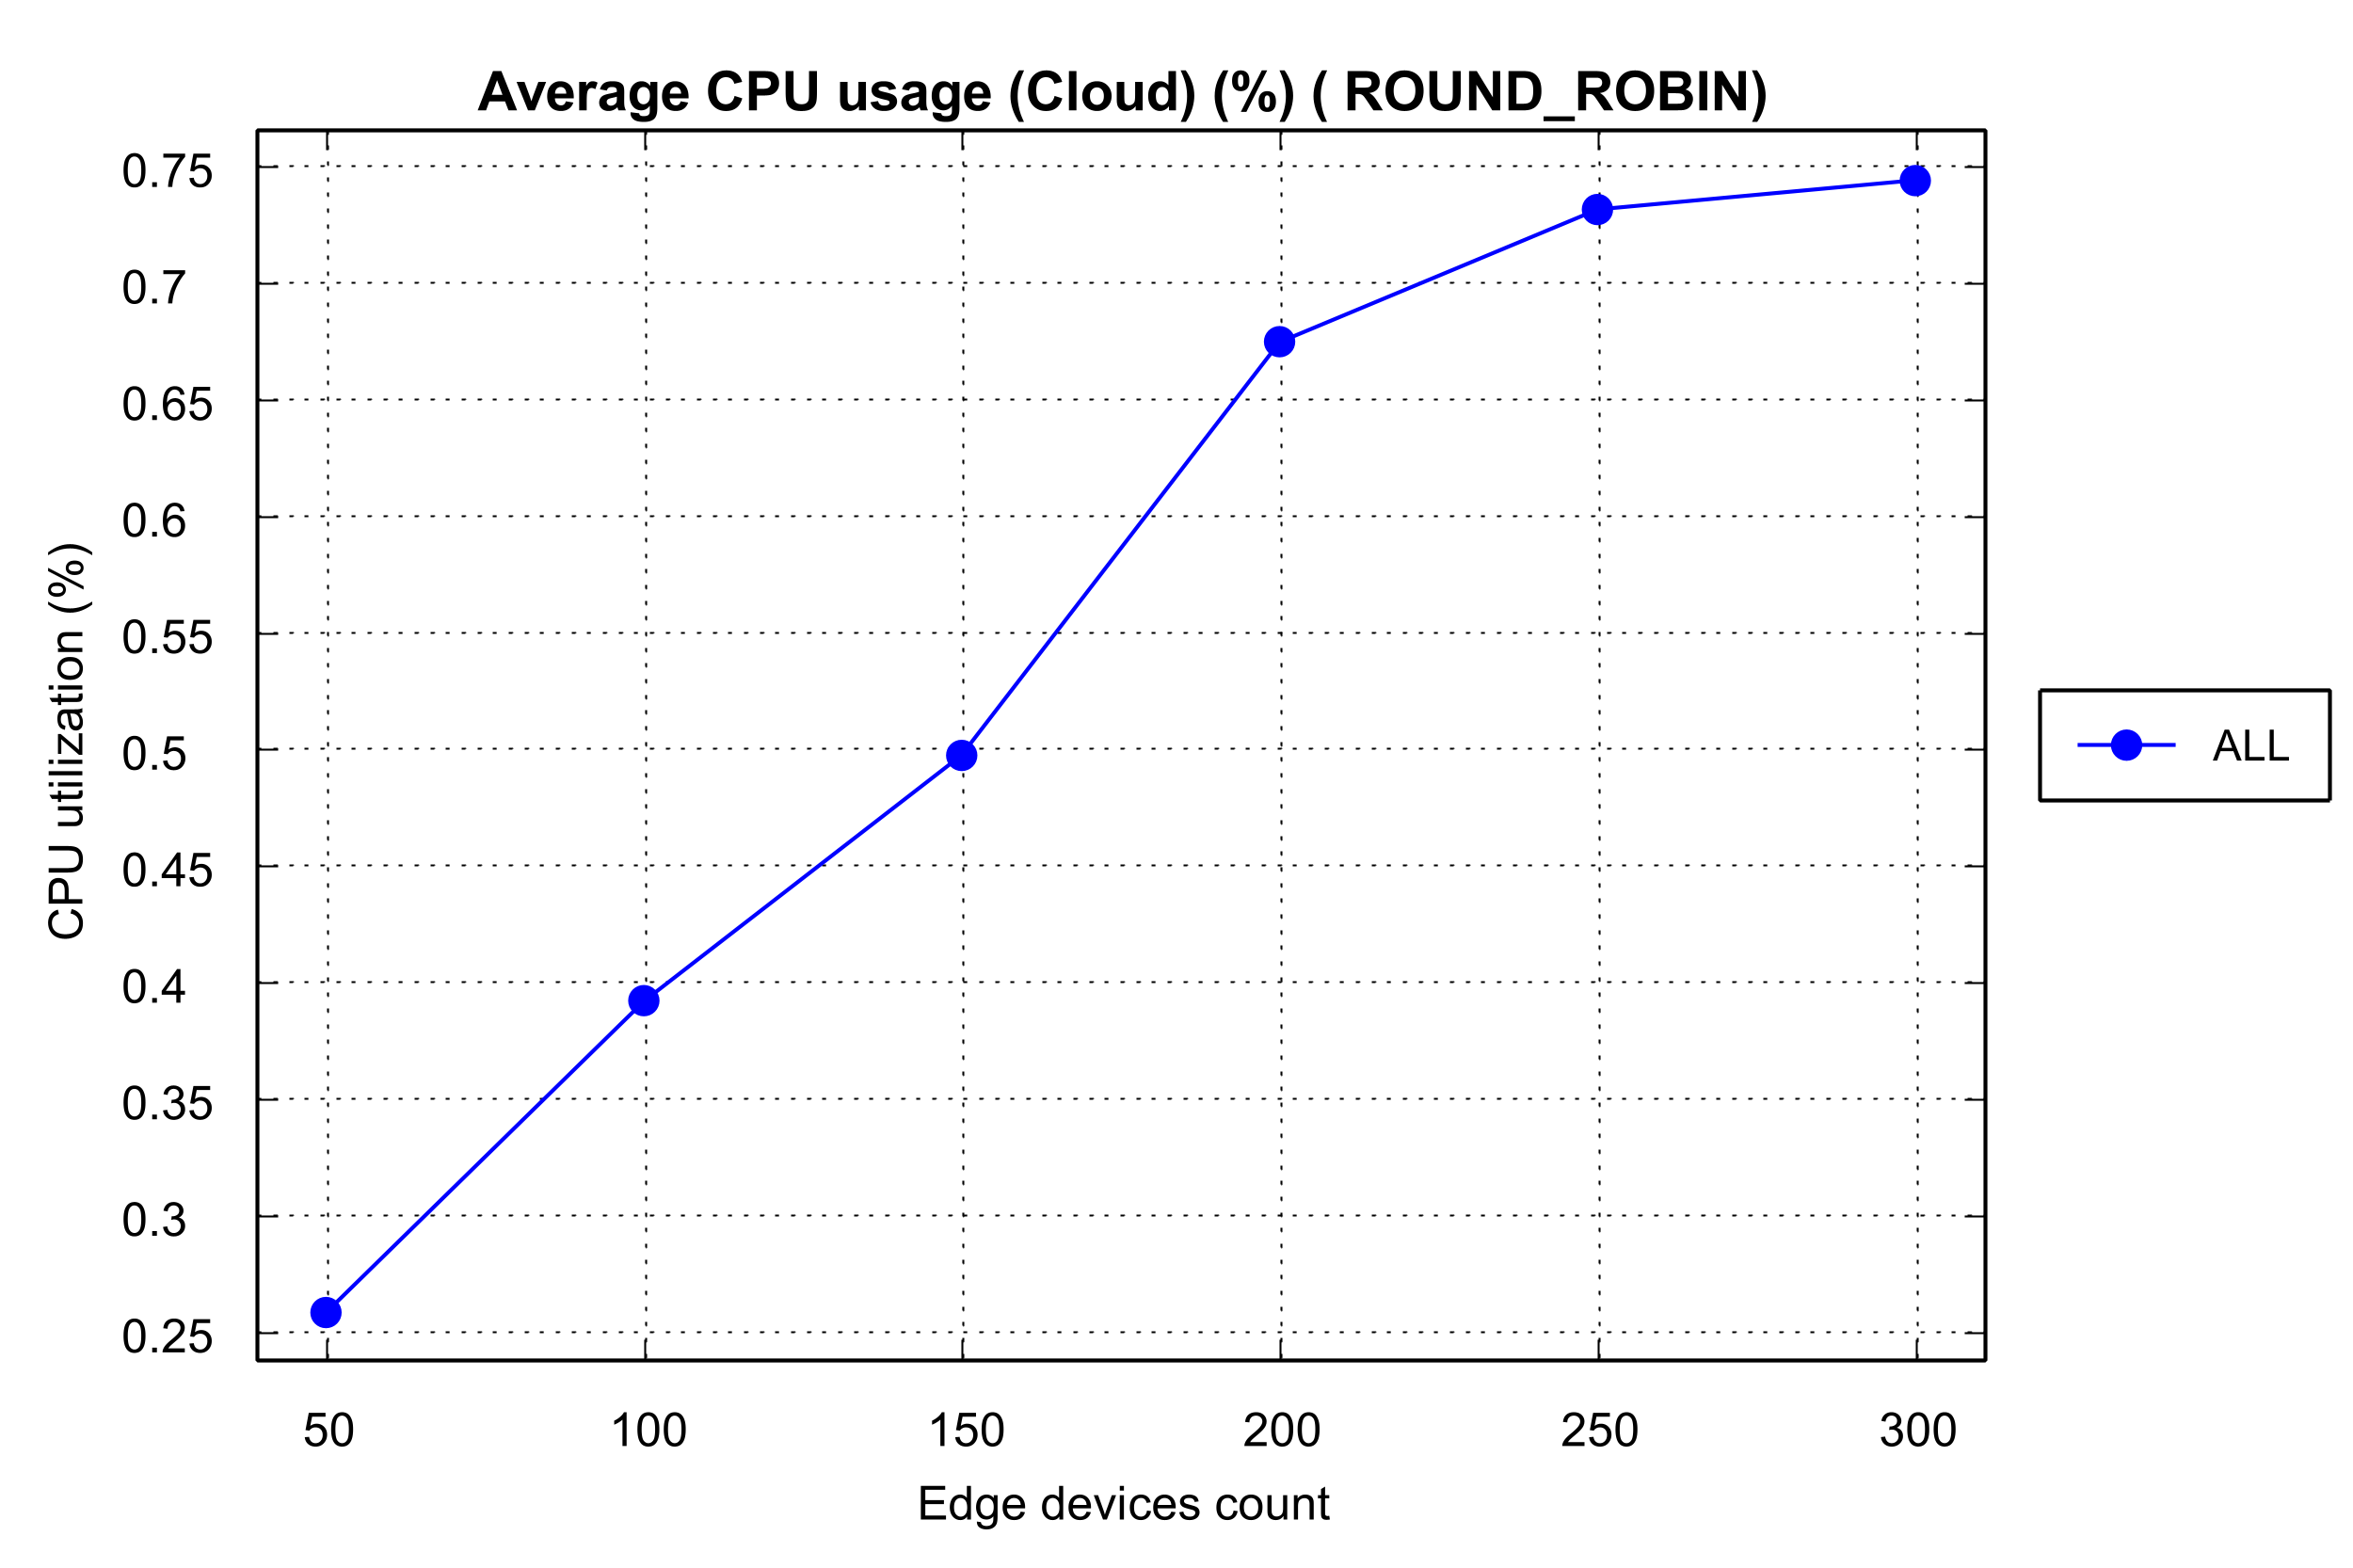 Average CPU usage (Cloud) (%) ( ROUND_ROBIN)
0.75
0.7
0.65
0.6
0.55
0.5
0.45
0.4
0.35
0.3
0.25
CPU utilization (%)
ALL
50 100 150 200 250 300
Edge devices count